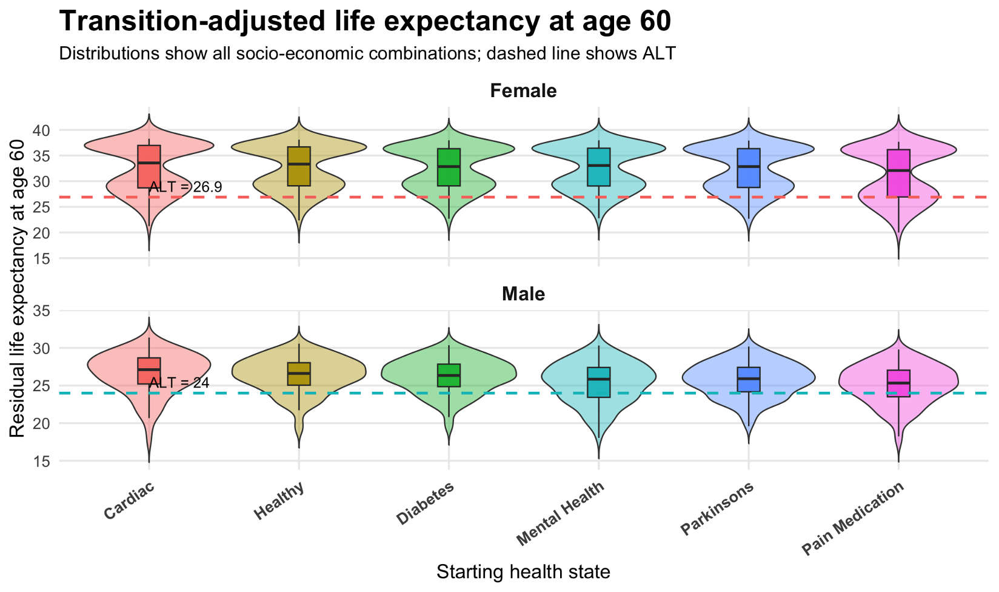 Transition-adjusted life expectancy at age 60
Distributions show all socio-economic combinations; dashed line shows ALT
Female
40
35
30
25
20
15
ALT = 26.9
Residual life expectancy at age 60
Male
35
30
25
20
15
ALT = 24
Cardiac
Healthy
Diabetes
Mental Health
Parkinsons
Pain Medication
Starting health state